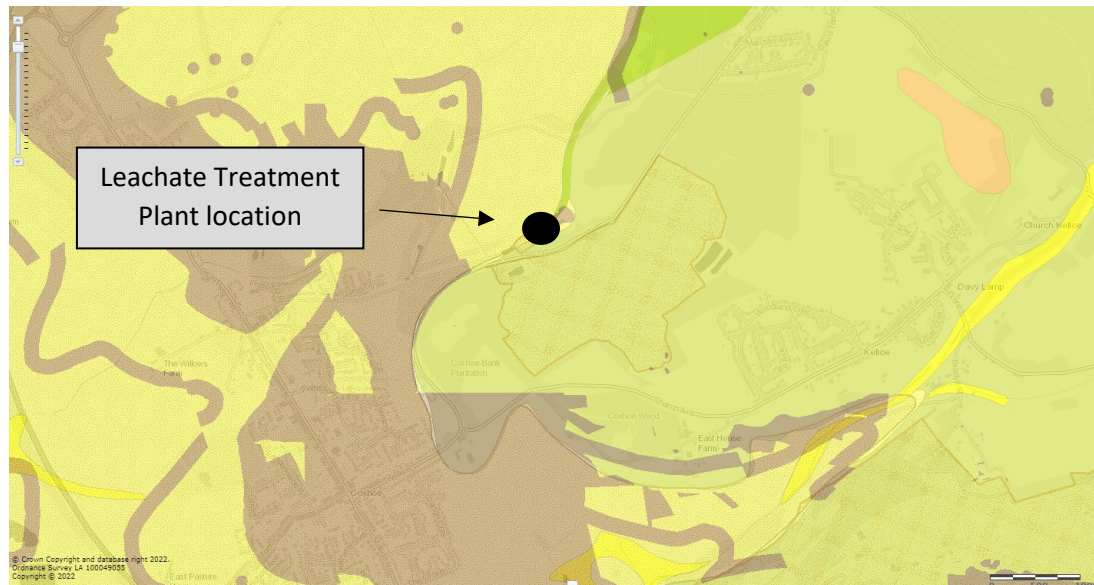 Leachate Treatment
Plant location
Church Kelloe
Davy Lamp
Kelloe
The Willows
Farm
Coxhoe Bank
Plantation
Coxhoe Wood
East House
Farm
Coxhoe
East Pasture
© Crown Copyright and database right 2022.
Ordnance Survey LA 100049055
Copyright © 2022